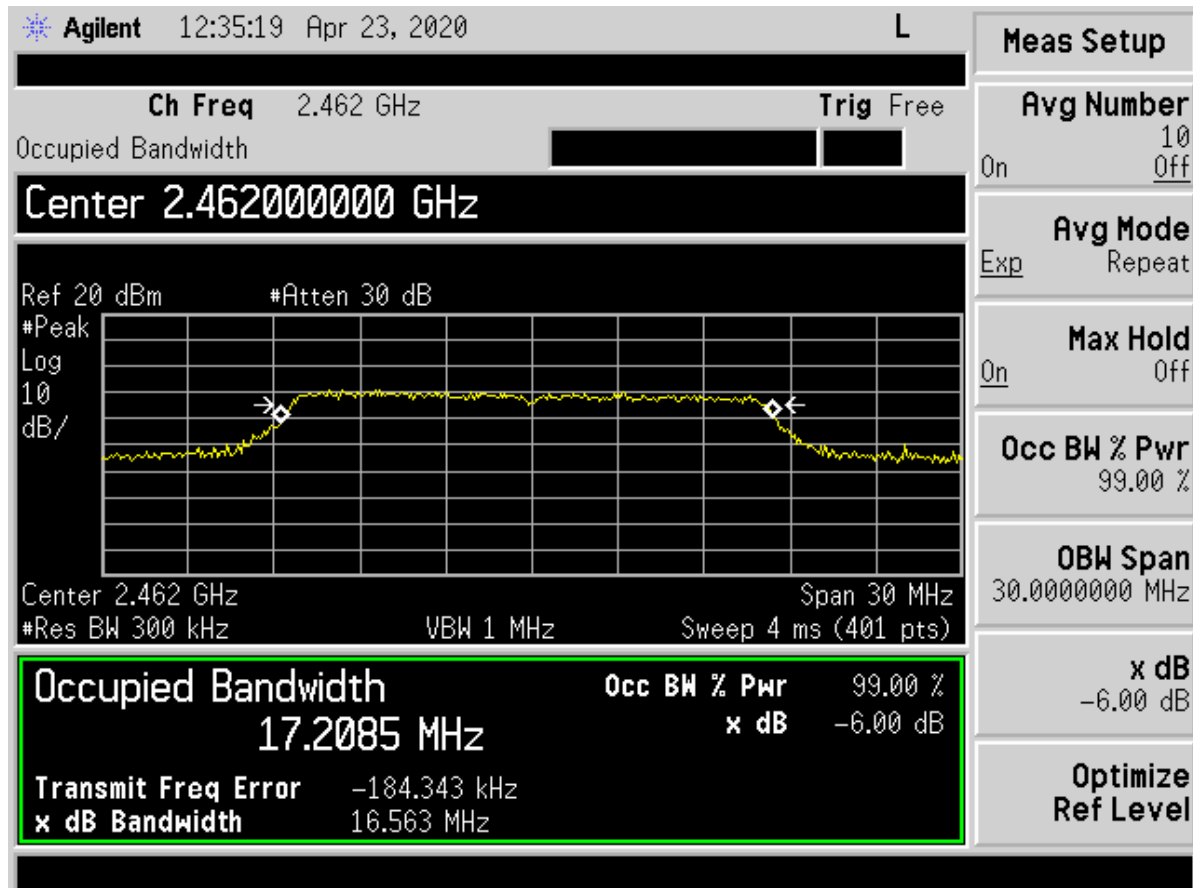 Agilent 12:35:19 Apr 23, 2020 L
Ch Freq 2.462 GHz Trig Free
Occupied Bandwidth
Center 2.462000000 GHz
Ref 20 dBm #Atten 30 dB
#Peak
Log
10
dB/
Center 2.462 GHz Span 30 MHz
#Res BW 300 kHz VBW 1 MHz Sweep 4 ms (401 pts)
Occupied Bandwidth Occ BW % Pwr 99.00 %
17.2085 MHz x dB -6.00 dB
Transmit Freq Error -184.343 kHz
x dB Bandwidth 16.563 MHz
Meas Setup
Avg Number
10
On Off
Avg Mode
Exp Repeat
Max Hold
On Off
Occ BW % Pwr
99.00 %
OBW Span
30.0000000 MHz
x dB
-6.00 dB
Optimize
Ref Level